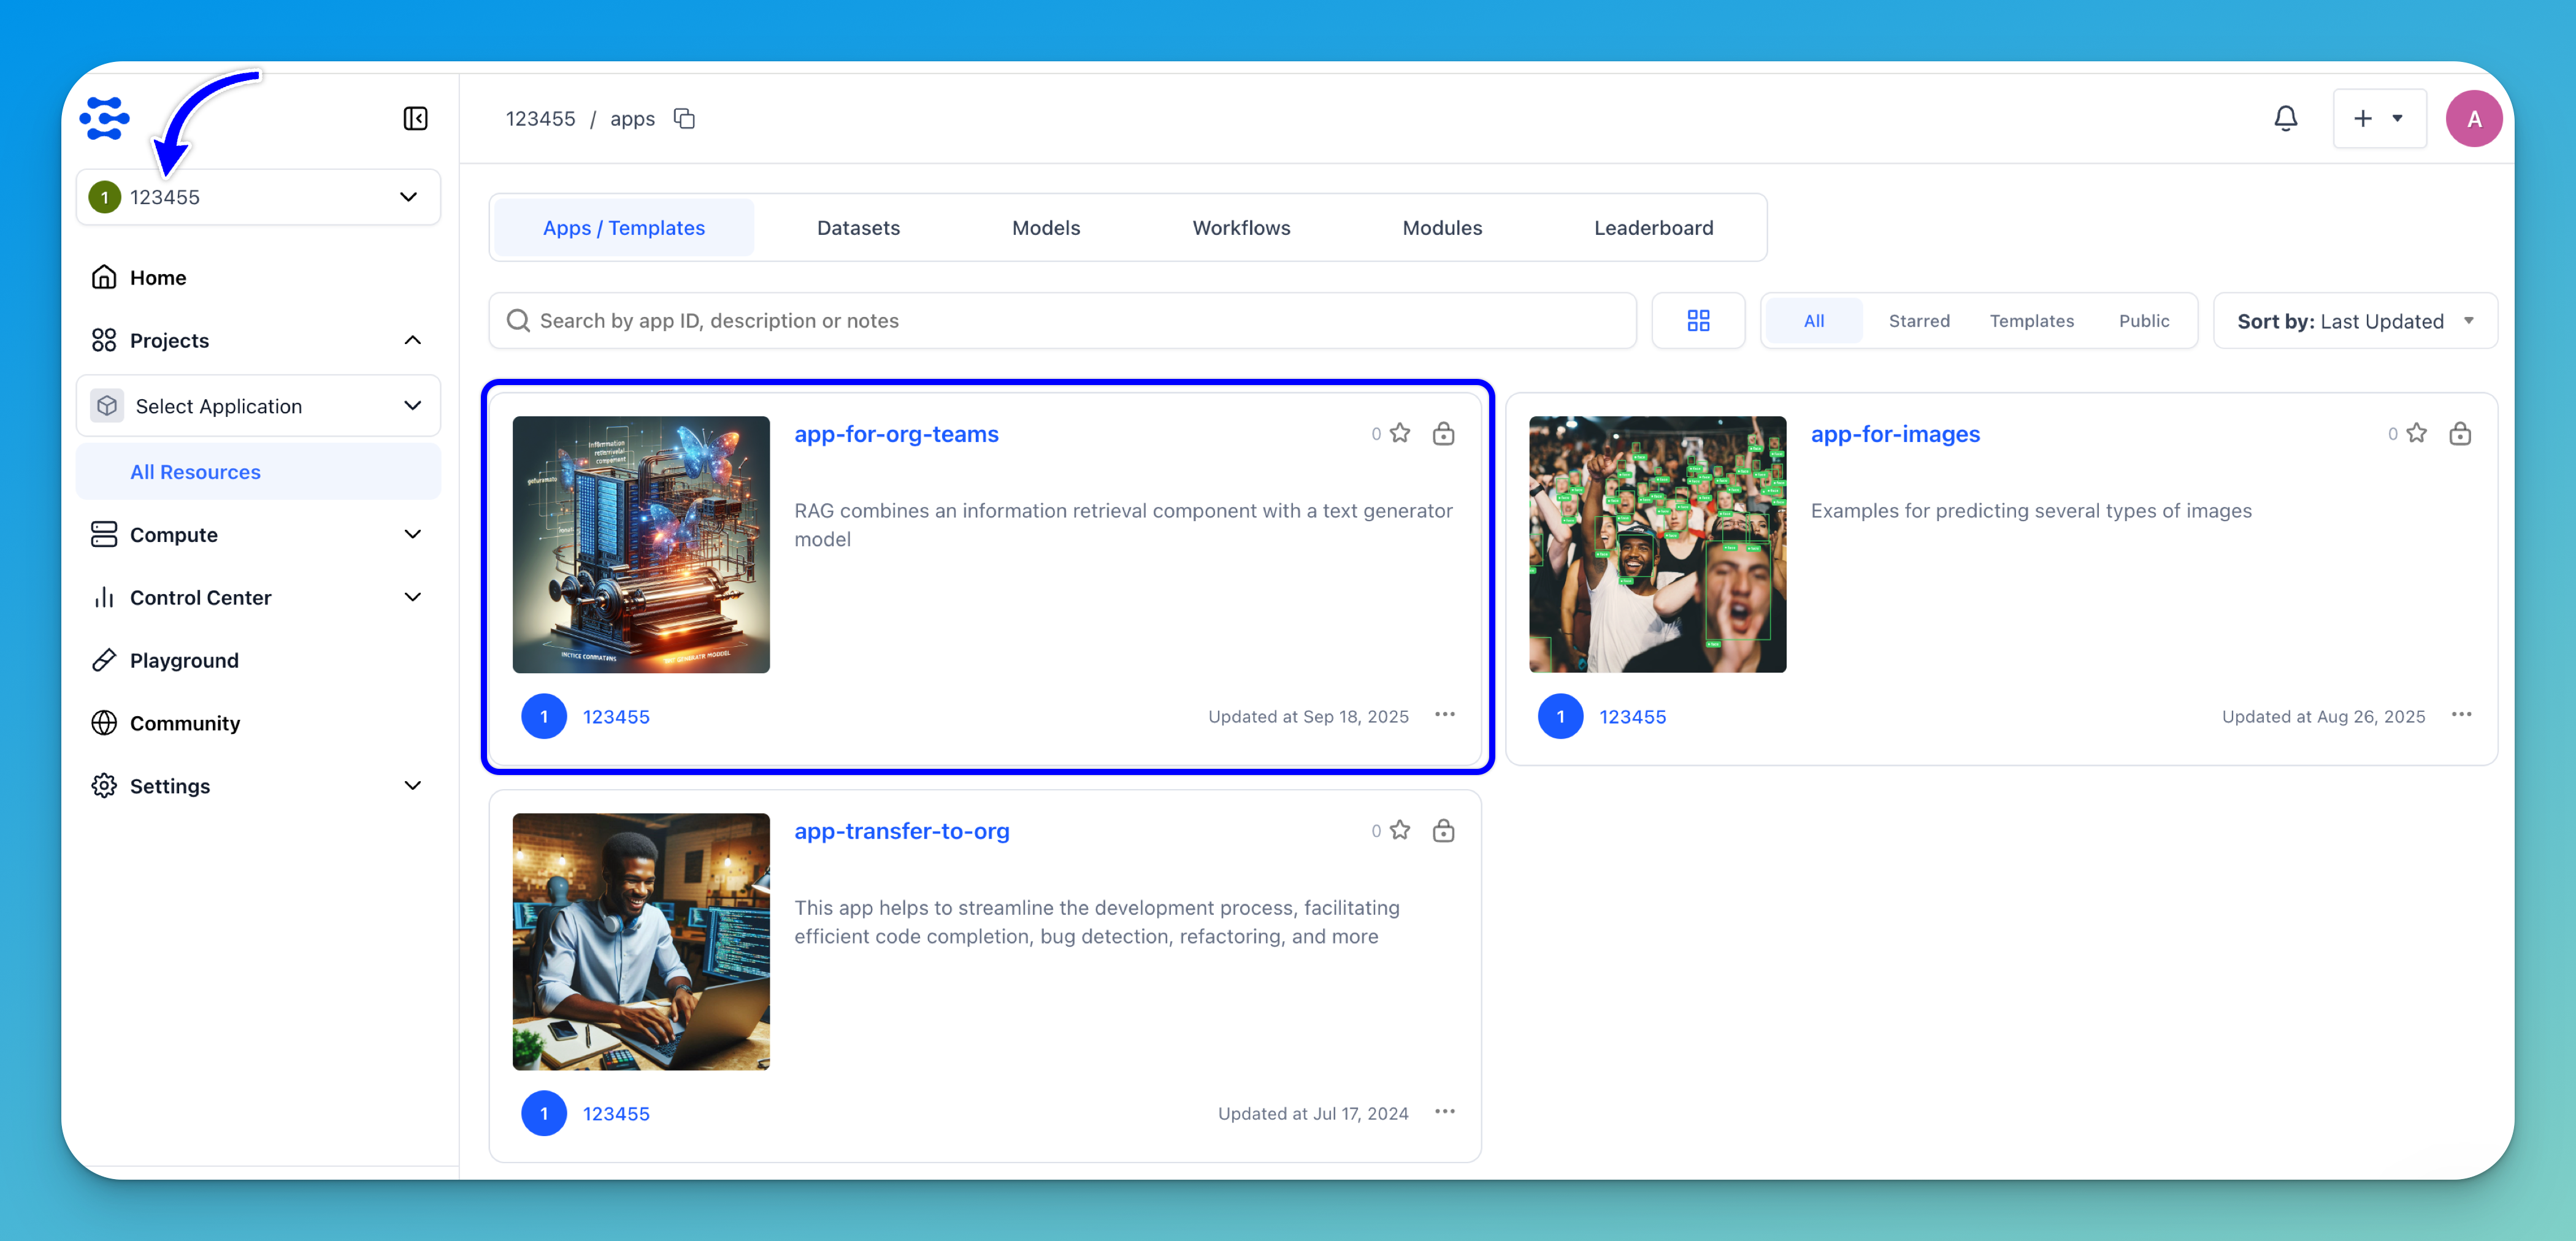 123455 / apps
A
1 123455
Home
Projects
Select Application
All Resources
Compute
Control Center
Playground
Community
Settings
Apps / Templates
Datasets
Models
Workflows
Modules
Leaderboard
Search by app ID, description or notes
All
Starred
Templates
Public
Sort by: Last Updated
app-for-org-teams
0
RAG combines an information retrieval component with a text generator
model
1 123455
Updated at Sep 18, 2025
app-for-images
0
Examples for predicting several types of images
1 123455
Updated at Aug 26, 2025
app-transfer-to-org
0
This app helps to streamline the development process, facilitating
efficient code completion, bug detection, refactoring, and more
1 123455
Updated at Jul 17, 2024